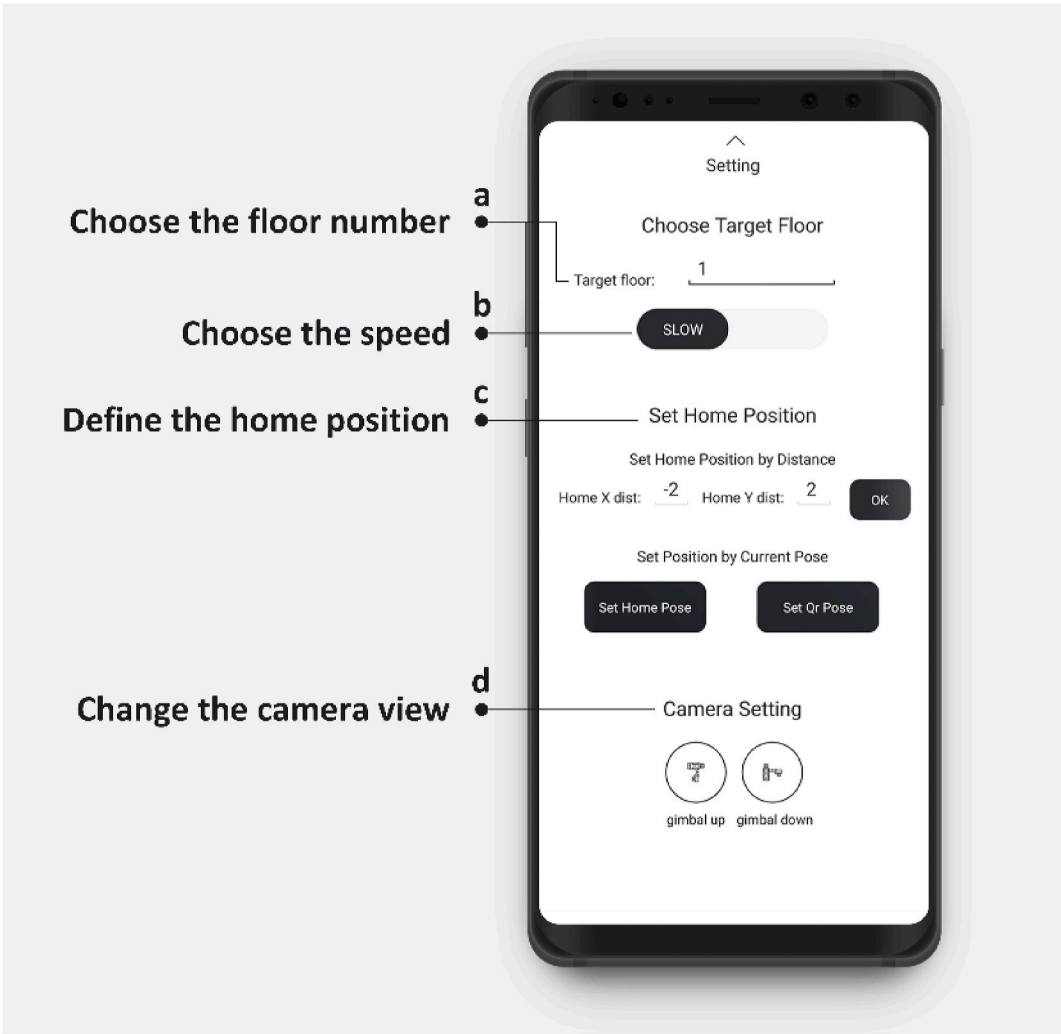 Setting
a
Choose the floor number
Choose Target Floor
Target floor: 1
b
Choose the speed
SLOW
c
Define the home position
Set Home Position
Set Home Position by Distance
Home X dist: -2 Home Y dist: 2 OK
Set Position by Current Pose
Set Home Pose Set Qr Pose
d
Change the camera view
Camera Setting
gimbal up gimbal down